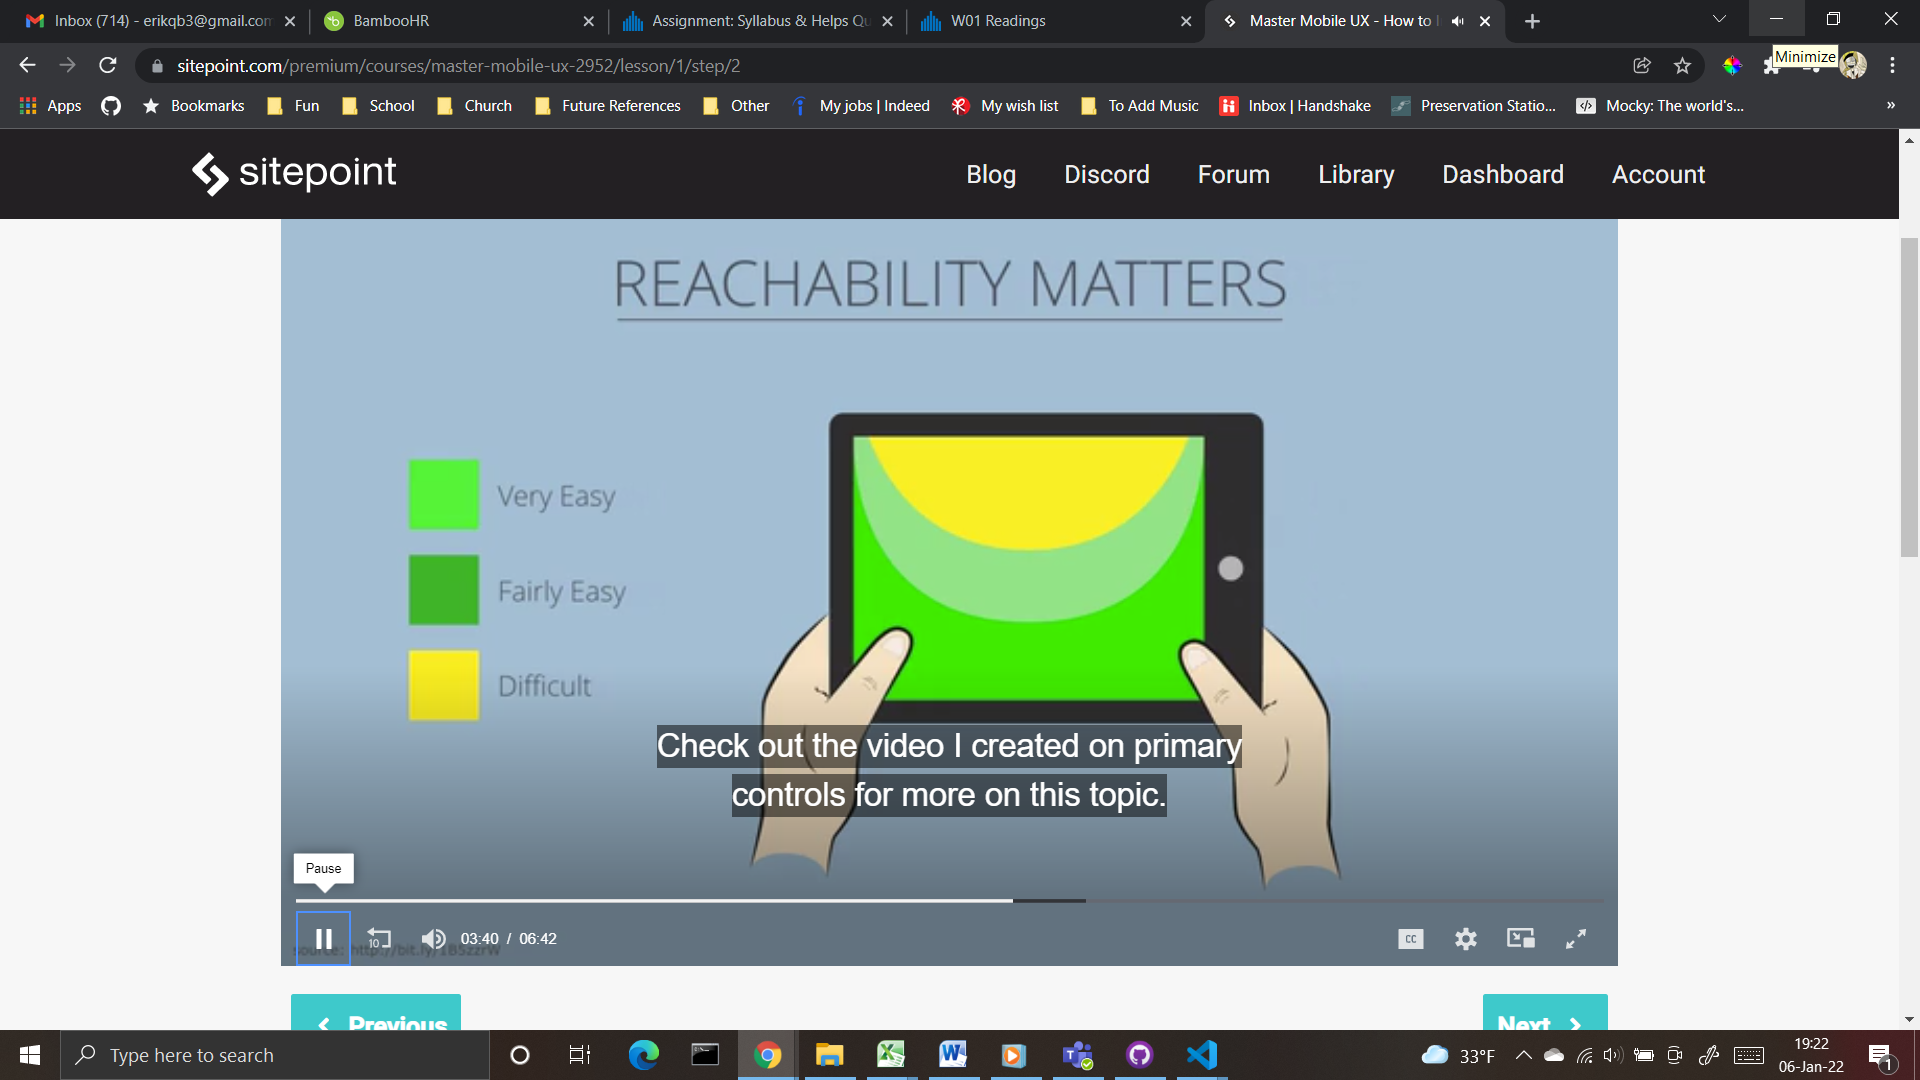 Inbox (714) - erikqb3@gmail.com
BambooHR
Assignment: Syllabus & Helps Qu
W01 Readings
Master Mobile UX - How to
Minimize
sitepoint.com/premium/courses/master-mobile-ux-2952/lesson/1/step/2
Apps
Bookmarks
Fun
School
Church
Future References
Other
My jobs | Indeed
My wish list
To Add Music
Inbox | Handshake
Preservation Statio...
Mocky: The world's...
»
sitepoint
Blog
Discord
Forum
Library
Dashboard
Account
REACHABILITY MATTERS
Very Easy
Fairly Easy
Difficult
Check out the video I created on primary
controls for more on this topic.
Pause
10
03:40 / 06:42
CC
source: http://bit.ly/1B5zzrW
Previous
Next
Type here to search
33°F
19:22
06-Jan-22
1